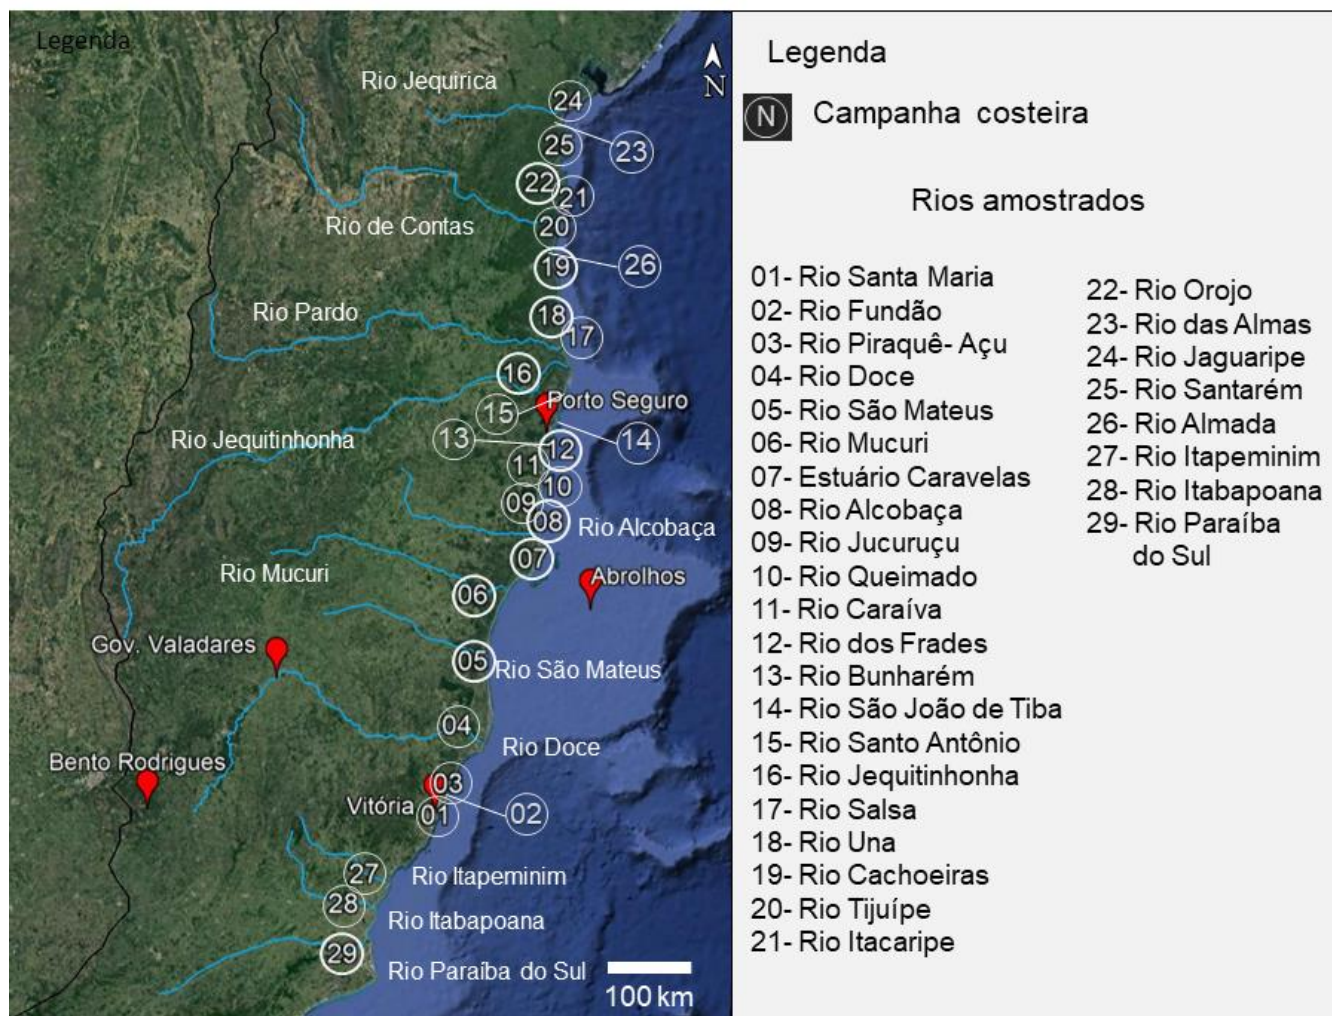 Legenda
Rio Jequirica
24
25
23
22
21
Rio de Contas
20
19
26
Rio Pardo
18
17
16
Porto Seguro
15
Rio Jequitinhonha
13
14
12
11
10
09
08
Rio Alcobaça
07
Rio Mucuri
Abrolhos
06
Gov. Valadares
05
Rio São Mateus
04
Rio Doce
Bento Rodrigues
03
Vitória
01
02
27
Rio Itapeminim
28
Rio Itabapoana
29
Rio Paraíba do Sul
100 km
N
Legenda
N
Campanha costeira
Rios amostrados
01- Rio Santa Maria
02- Rio Fundão
03- Rio Piraquê- Açu
04- Rio Doce
05- Rio São Mateus
06- Rio Mucuri
07- Estuário Caravelas
08- Rio Alcobaça
09- Rio Jucuruçu
10- Rio Queimado
11- Rio Caraíva
12- Rio dos Frades
13- Rio Bunharém
14- Rio São João de Tiba
15- Rio Santo Antônio
16- Rio Jequitinhonha
17- Rio Salsa
18- Rio Una
19- Rio Cachoeiras
20- Rio Tijuípe
21- Rio Itacaripe
22- Rio Orojo
23- Rio das Almas
24- Rio Jaguaripe
25- Rio Santarém
26- Rio Almada
27- Rio Itapeminim
28- Rio Itabapoana
29- Rio Paraíba
do Sul